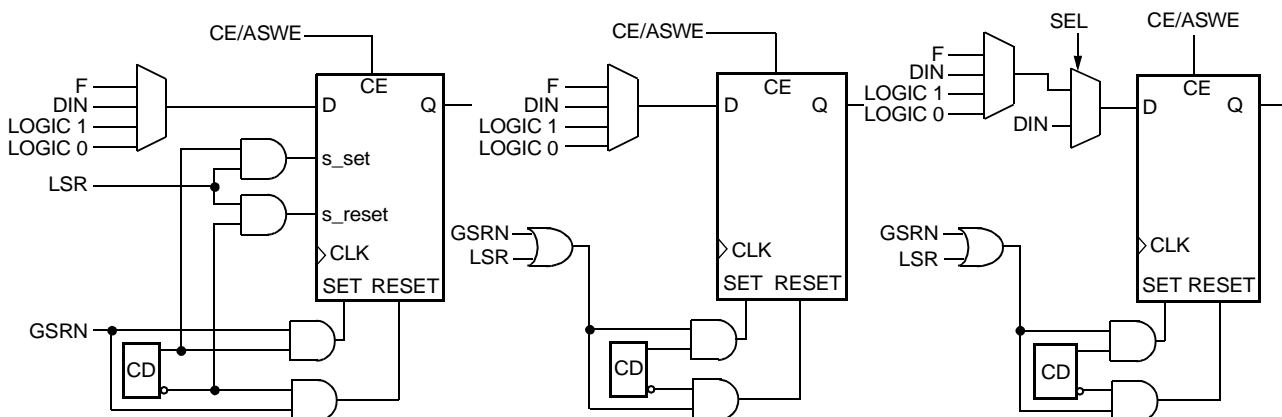 CE/ASWE
F
DIN
LOGIC 1
LOGIC 0
LSR
GSRN
CE
D
Q
s_set
s_reset
CLK
SET RESET
CD
CE/ASWE
F
DIN
LOGIC 1
LOGIC 0
GSRN
LSR
CE
D
Q
CLK
SET RESET
CD
SEL
CE/ASWE
F
DIN
LOGIC 1
LOGIC 0
DIN
GSRN
LSR
CE
D
Q
CLK
SET RESET
CD